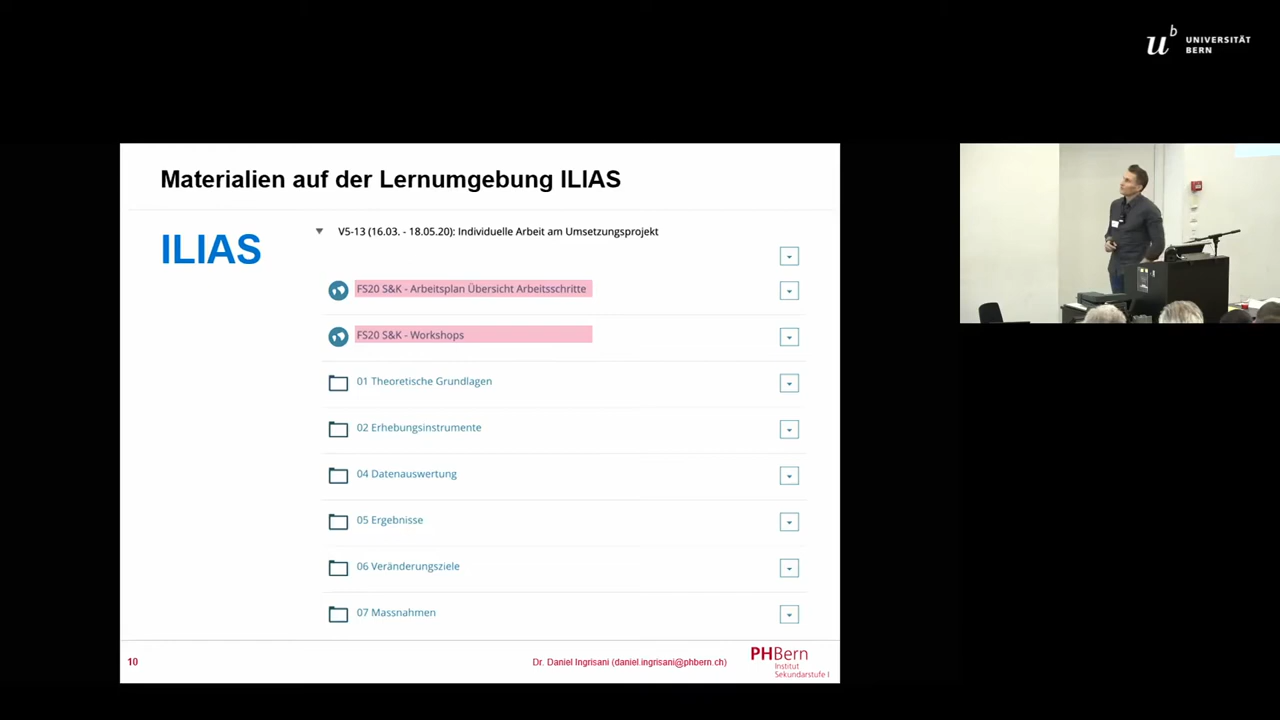 u b UNIVERSITÄT
BERN
Materialien auf der Lernumgebung ILIAS
ILIAS
V5-13 (16.03. - 18.05.20): Individuelle Arbeit am Umsetzungsprojekt
FS20 S&K - Arbeitsplan Übersicht Arbeitsschritte
FS20 S&K - Workshops
01 Theoretische Grundlagen
02 Erhebungsinstrumente
04 Datenauswertung
05 Ergebnisse
06 Veränderungsziele
07 Massnahmen
10
Dr. Daniel Ingrisani (daniel.ingrisani@phbern.ch)
PHBern
Institut
Sekundarstufe I